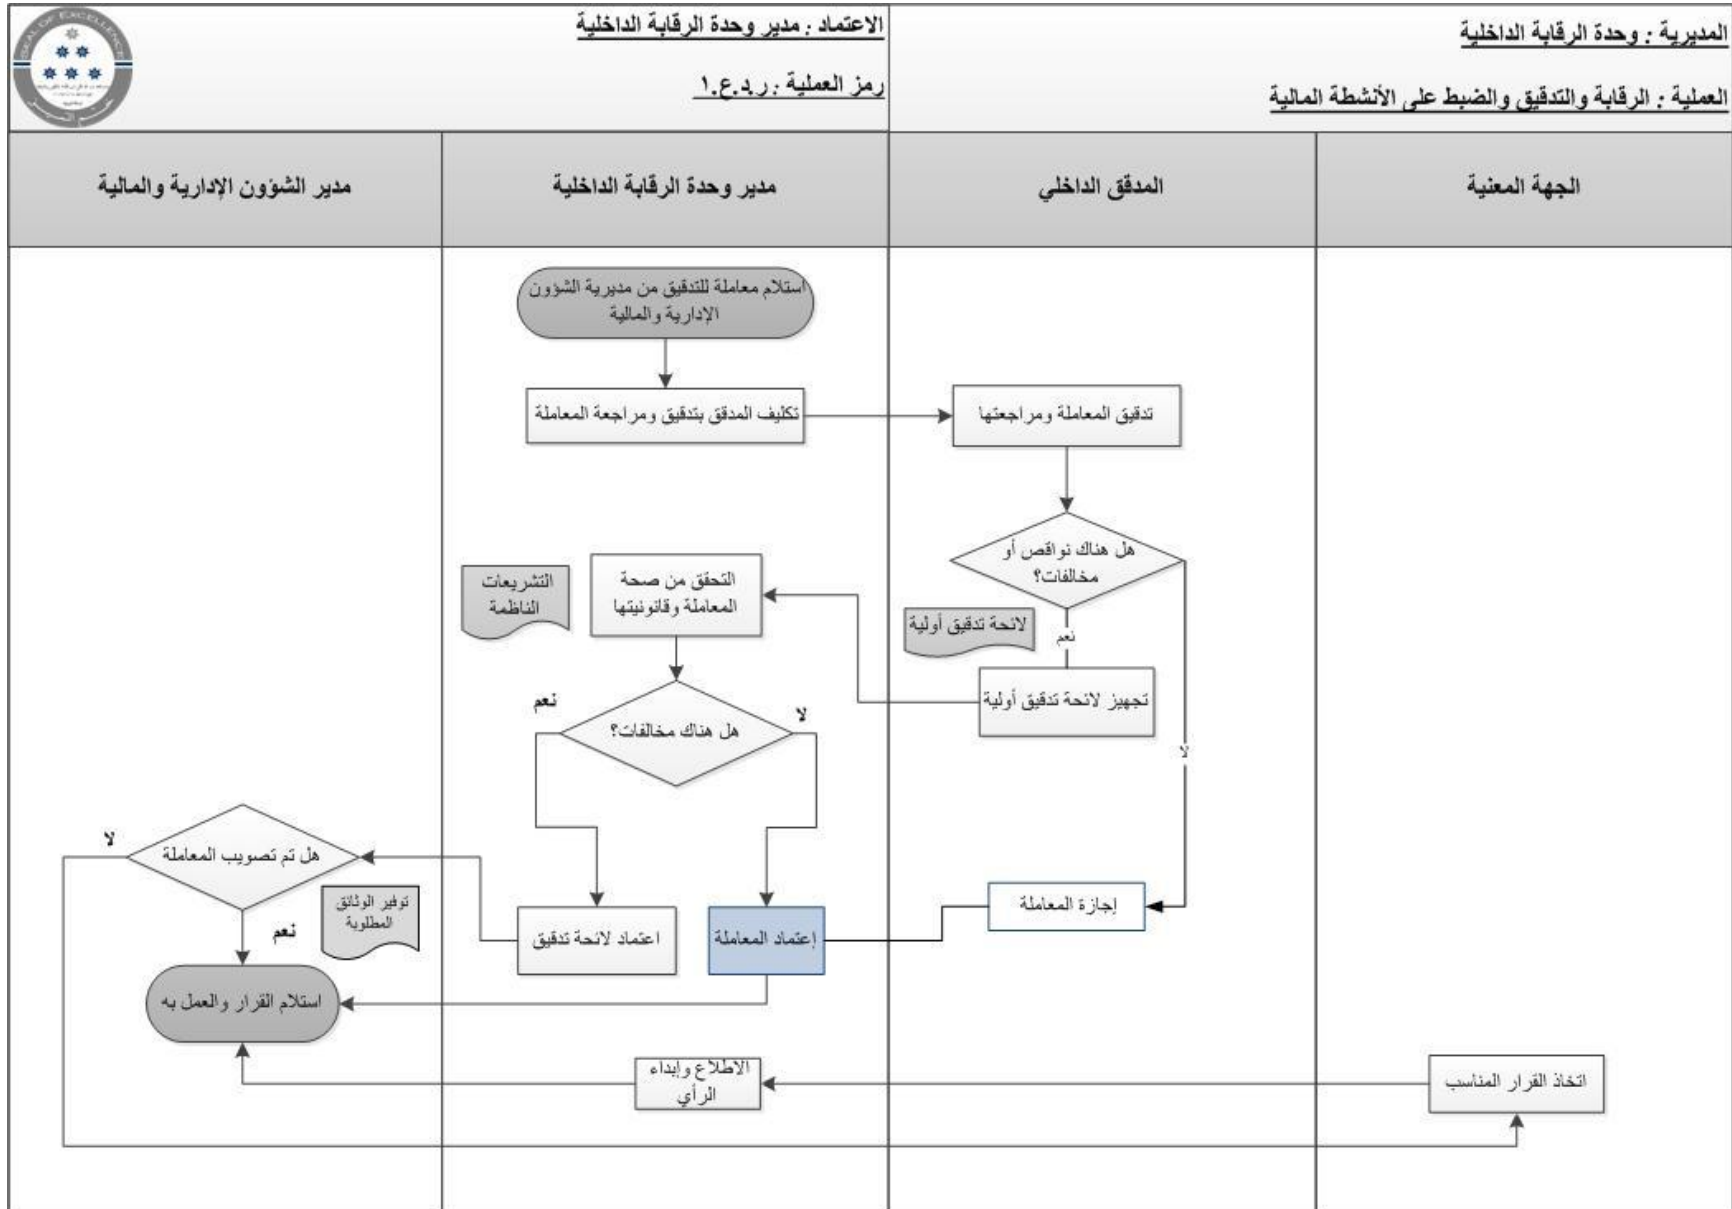 المديرية : وحدة الرقابة الداخلية
العملية : الرقابة والتدقيق والضبط على الأنشطة المالية
الاعتماد : مدير وحدة الرقابة الداخلية
رمز العملية : ر.د.ع.١
SEAL OF EXCELLENCE
الجهة المعنية
المدقق الداخلي
مدير وحدة الرقابة الداخلية
مدير الشؤون الإدارية والمالية
استلام معاملة للتدقيق من مديرية الشؤون
الإدارية والمالية
تكليف المدقق بتدقيق ومراجعة المعاملة
تدقيق المعاملة ومراجعتها
هل هناك نواقص أو
مخالفات؟
نعم
لا
لائحة تدقيق أولية
تجهيز لائحة تدقيق أولية
التحقق من صحة
المعاملة وقانونيتها
التشريعات
الناظمة
هل هناك مخالفات؟
لا
نعم
إجازة المعاملة
إعتماد المعاملة
اعتماد لائحة تدقيق
هل تم تصويب المعاملة
لا
نعم
توفير الوثائق
المطلوبة
استلام القرار والعمل به
اتخاذ القرار المناسب
الاطلاع وإبداء
الرأي